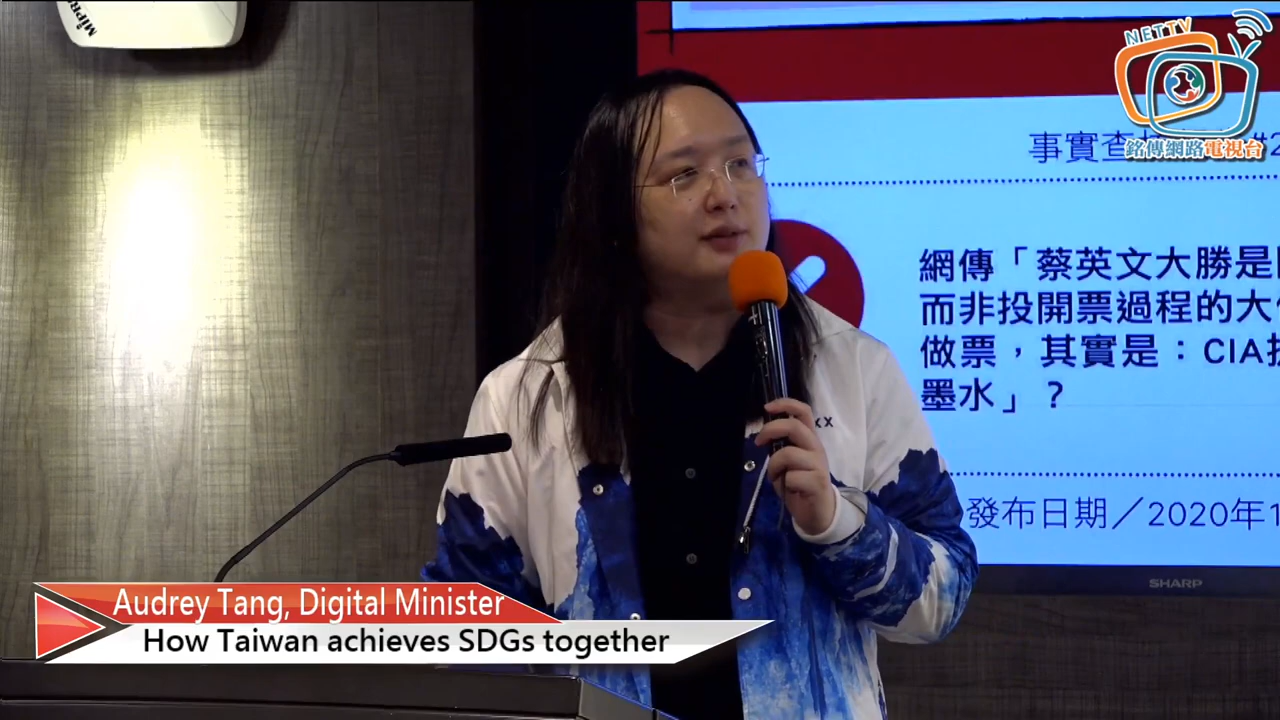 MiPRO
NETTV
銘傳網路電視台
事實查
網傳「蔡英文大勝是
而非投開票過程的大
做票,其實是:CIA
墨水」?
發布日期/2020年1
XX
SHARP
Audrey Tang, Digital Minister
How Taiwan achieves SDGs together